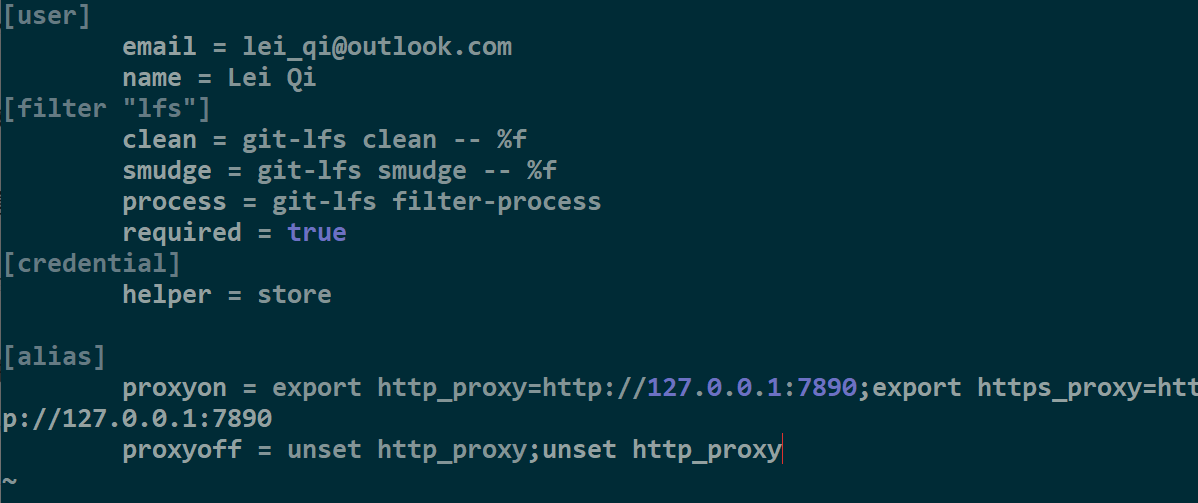 [user]
        email = lei_qi@outlook.com
        name = Lei Qi
[filter "lfs"]
        clean = git-lfs clean -- %f
        smudge = git-lfs smudge -- %f
        process = git-lfs filter-process
        required = true
[credential]
        helper = store

[alias]
        proxyon = export http_proxy=http://127.0.0.1:7890;export https_proxy=htt
p://127.0.0.1:7890
        proxyoff = unset http_proxy;unset http_proxy
~